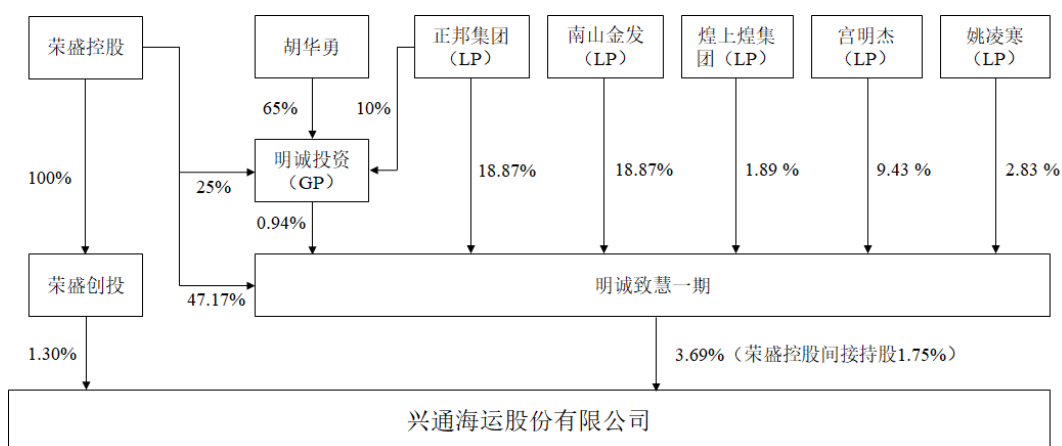 荣盛控股
胡华勇
正邦集团
（LP）
南山金发
（LP）
煌上煌集
团（LP）
宫明杰
（LP）
姚凌寒
（LP）
65%
10%
明诚投资
（GP）
100%
25%
18.87%
18.87%
1.89 %
9.43 %
2.83 %
0.94%
荣盛创投
47.17%
明诚致慧一期
1.30%
3.69%（荣盛控股间接持股1.75%）
兴通海运股份有限公司